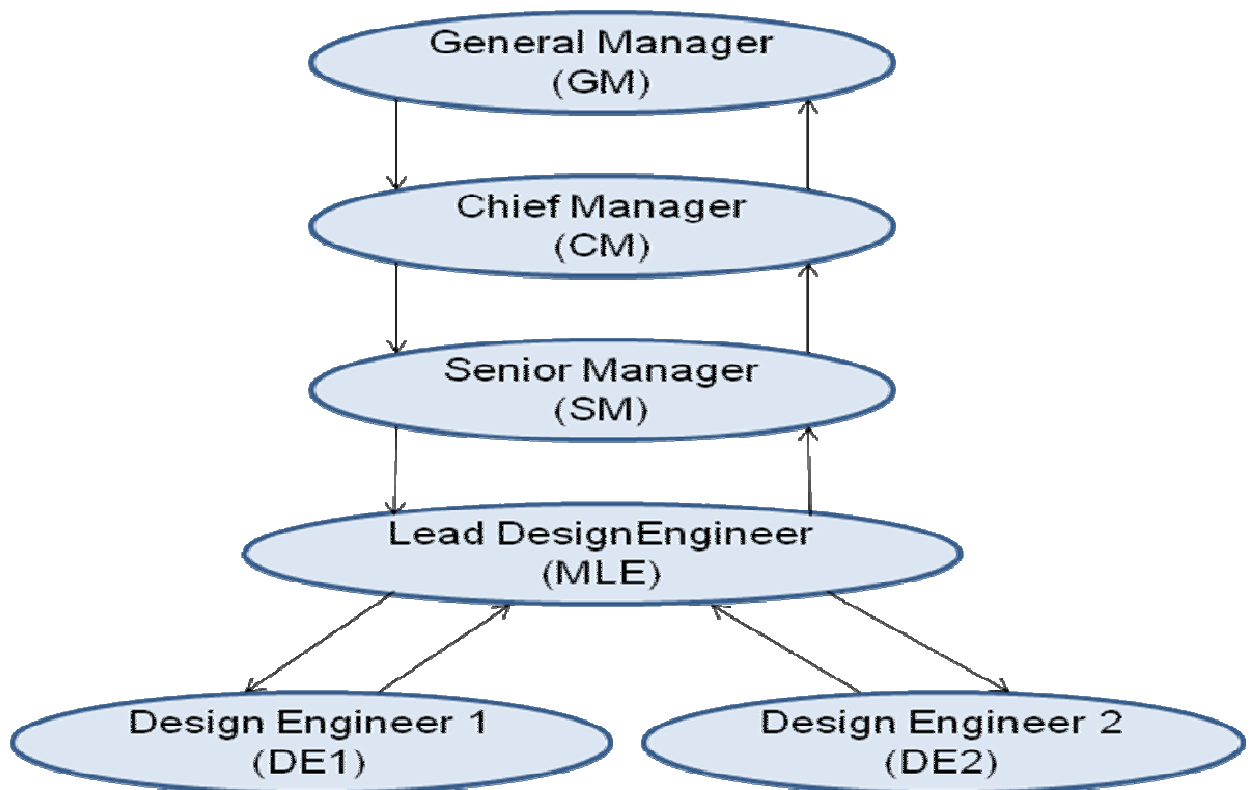 General Manager
(GM)
Chief Manager
(CM)
Senior Manager
(SM)
Lead DesignEngineer
(MLE)
Design Engineer 1
(DE1)
Design Engineer 2
(DE2)